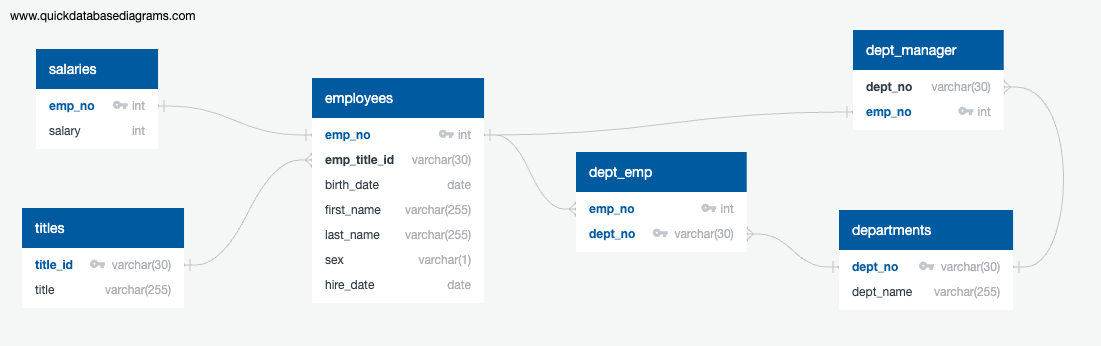 www.quickdatabasediagrams.com
salaries
emp_no int
salary int
titles
title_id varchar(30)
title varchar(255)
employees
emp_no int
emp_title_id varchar(30)
birth_date date
first_name varchar(255)
last_name varchar(255)
sex varchar(1)
hire_date date
dept_emp
emp_no int
dept_no varchar(30)
dept_manager
dept_no varchar(30)
emp_no int
departments
dept_no varchar(30)
dept_name varchar(255)